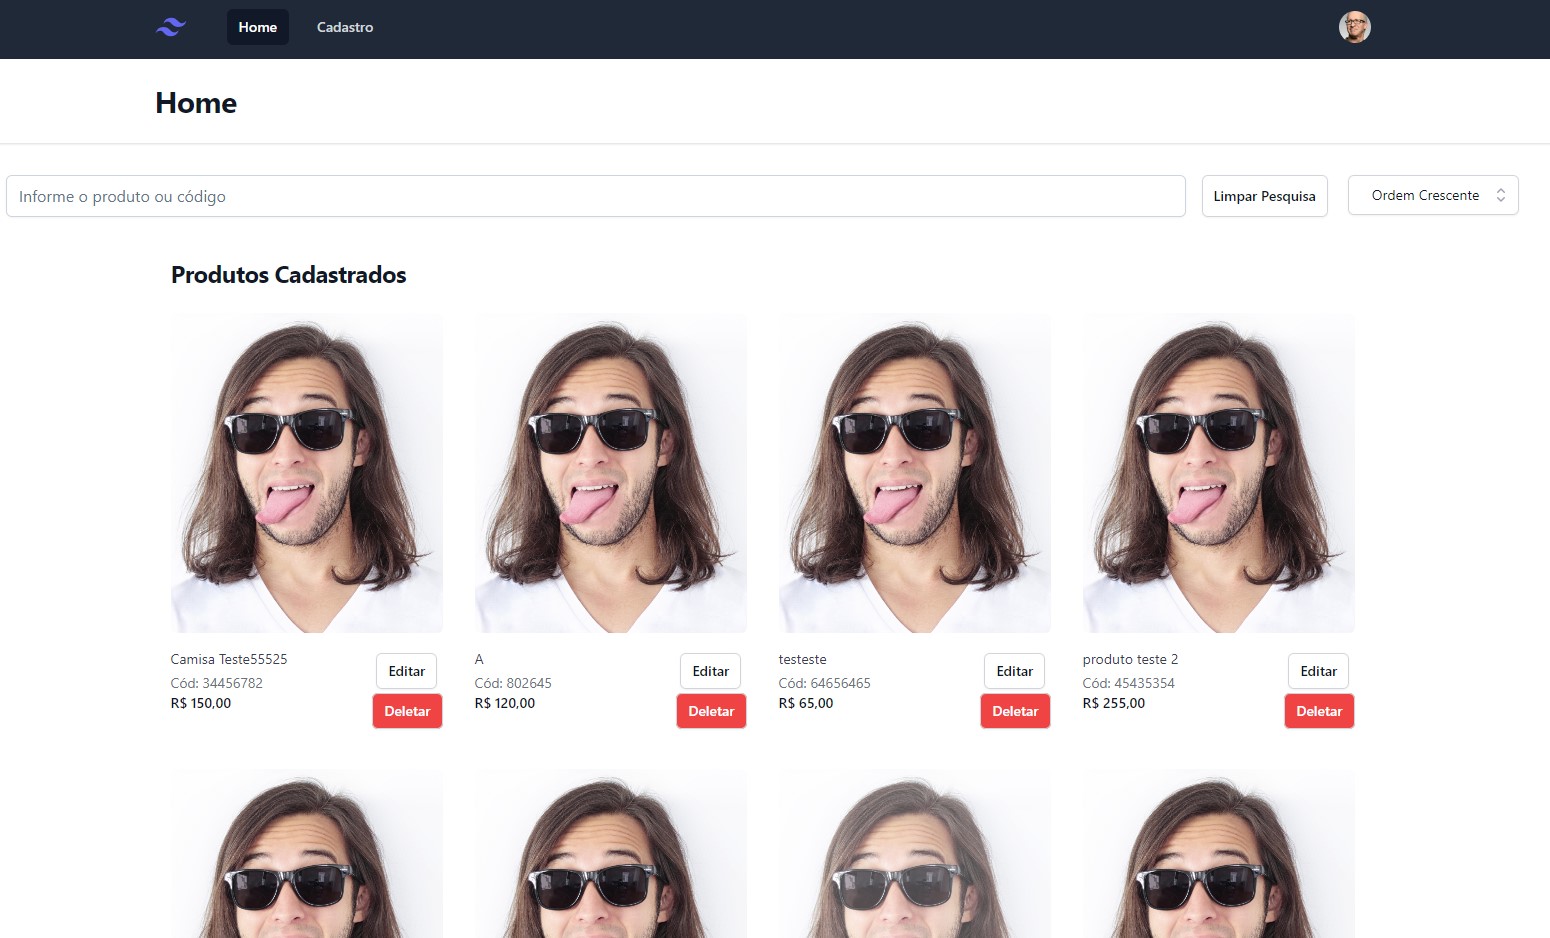 Home Cadastro
Home
Informe o produto ou código Limpar Pesquisa Ordem Crescente
Produtos Cadastrados
Camisa Teste55525
Cód: 34456782
R$ 150,00
Editar
Deletar
A
Cód: 802645
R$ 120,00
Editar
Deletar
testeste
Cód: 64656465
R$ 65,00
Editar
Deletar
produto teste 2
Cód: 45435354
R$ 255,00
Editar
Deletar